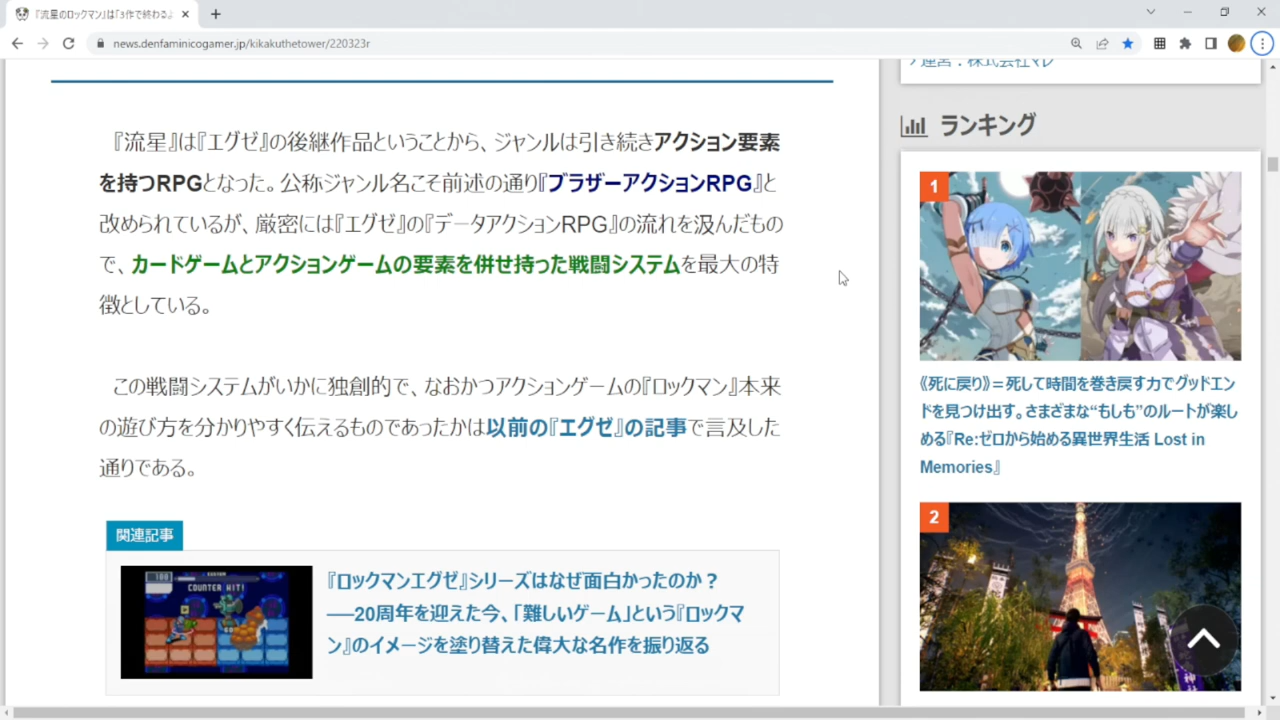 『流星のロックマン』は「3作で終わるよ
news.denfaminicogamer.jp/kikakuthetower/220323r
『流星』は『エグゼ』の後継作品ということから、ジャンルは引き続きアクション要素
を持つRPGとなった。公称ジャンル名こそ前述の通り『ブラザーアクションRPG』と
改められているが、厳密には『エグゼ』の『データアクションRPG』の流れを汲んだもの
で、カードゲームとアクションゲームの要素を併せ持った戦闘システムを最大の特
徴としている。
この戦闘システムがいかに独創的で、なおかつアクションゲームの『ロックマン』本来
の遊び方を分かりやすく伝えるものであったかは以前の『エグゼ』の記事で言及した
通りである。
関連記事
100
CUSTOM
COUNTER HIT!
『ロックマンエグゼ』シリーズはなぜ面白かったのか？
──20周年を迎えた今、「難しいゲーム」という『ロックマ
ン』のイメージを塗り替えた偉大な名作を振り返る
運営：株式会社マレ
ランキング
1
《死に戻り》＝死して時間を巻き戻す力でグッドエン
ドを見つけ出す。さまざまな“もしも”のルートが楽し
める『Re:ゼロから始める異世界生活 Lost in
Memories』
2